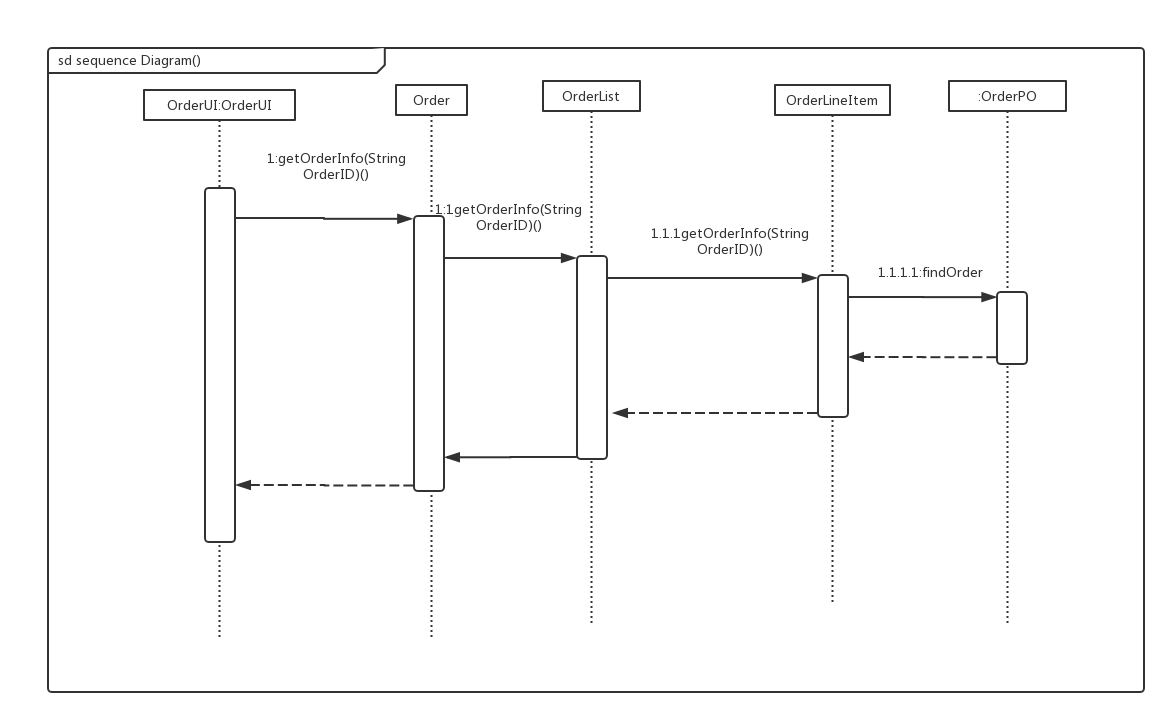 sd sequence Diagram()
OrderUI:OrderUI
Order
OrderList
OrderLineItem
:OrderPO
1:getOrderInfo(String
OrderID)()
1:1getOrderInfo(String
OrderID)()
1.1.1getOrderInfo(String
OrderID)()
1.1.1.1:findOrder